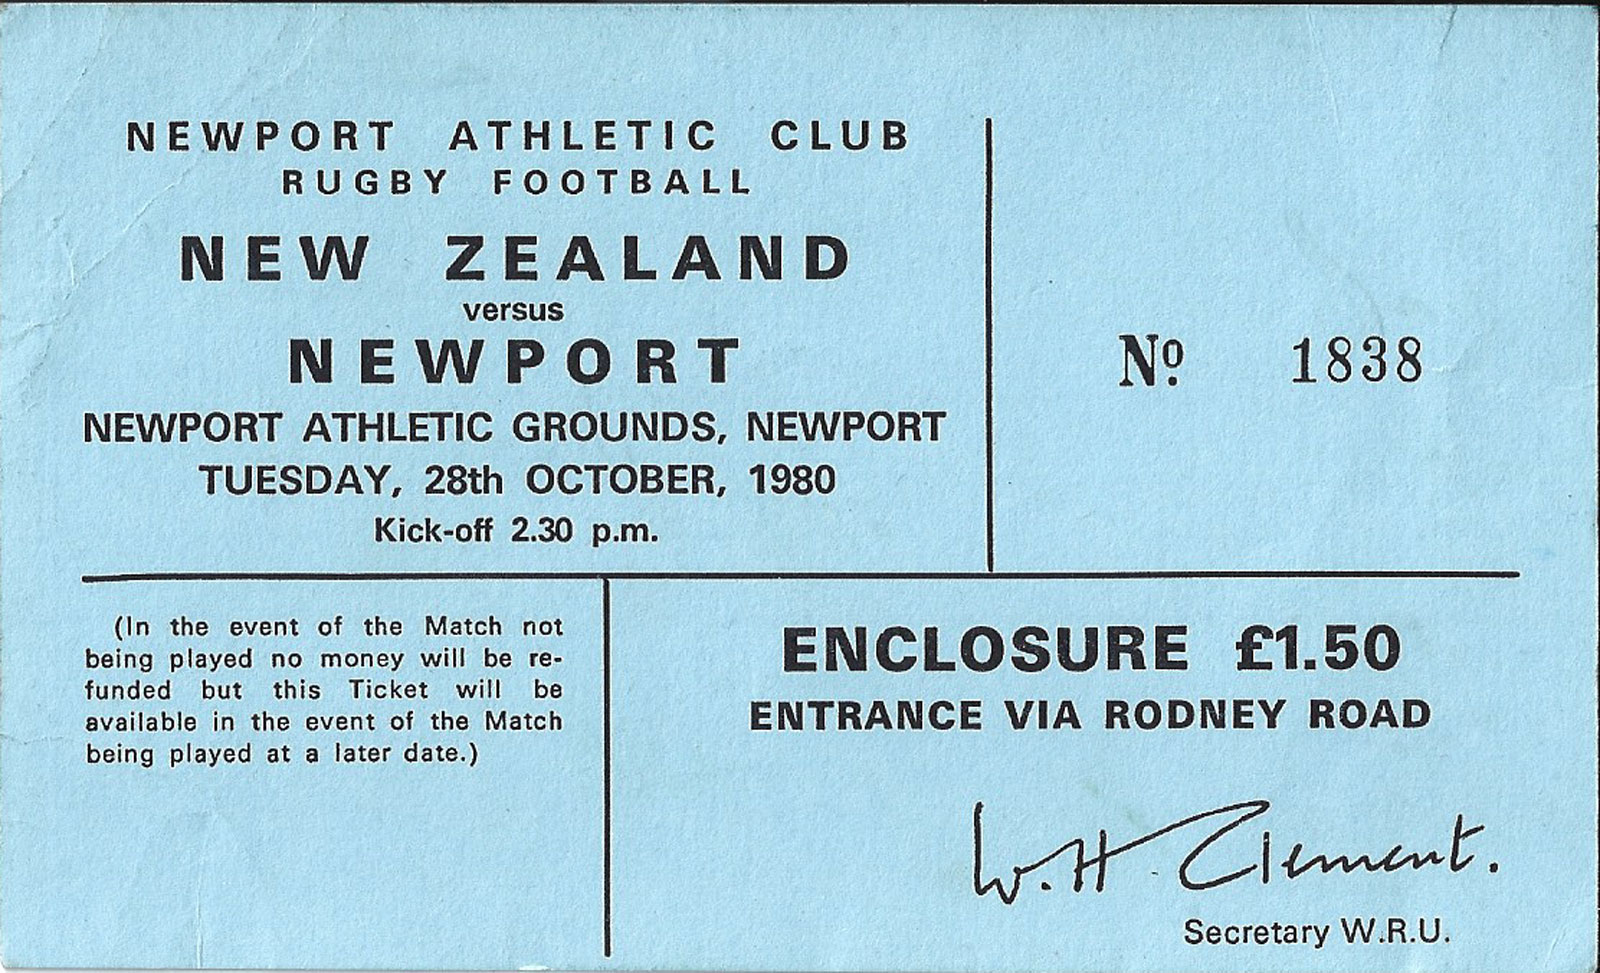 NEWPORT ATHLETIC CLUB
RUGBY FOOTBALL
NEW ZEALAND
versus
NEWPORT
NEWPORT ATHLETIC GROUNDS, NEWPORT
TUESDAY, 28th OCTOBER, 1980
Kick-off 2.30 p.m.
Nº 1838
(In the event of the Match not
being played no money will be re-
funded but this Ticket will be
available in the event of the Match
being played at a later date.)
ENCLOSURE £1.50
ENTRANCE VIA RODNEY ROAD
W. H. Clement.
Secretary W.R.U.